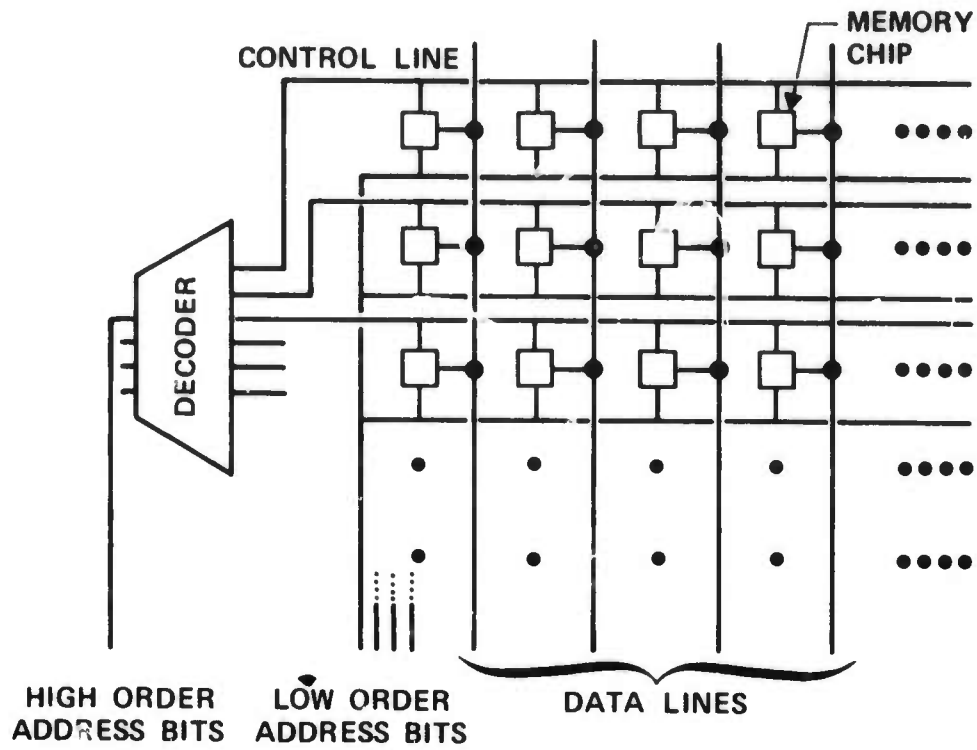 MEMORY
CHIP
CONTROL LINE
DECODER
HIGH ORDER
ADDRESS BITS
LOW ORDER
ADDRESS BITS
DATA LINES